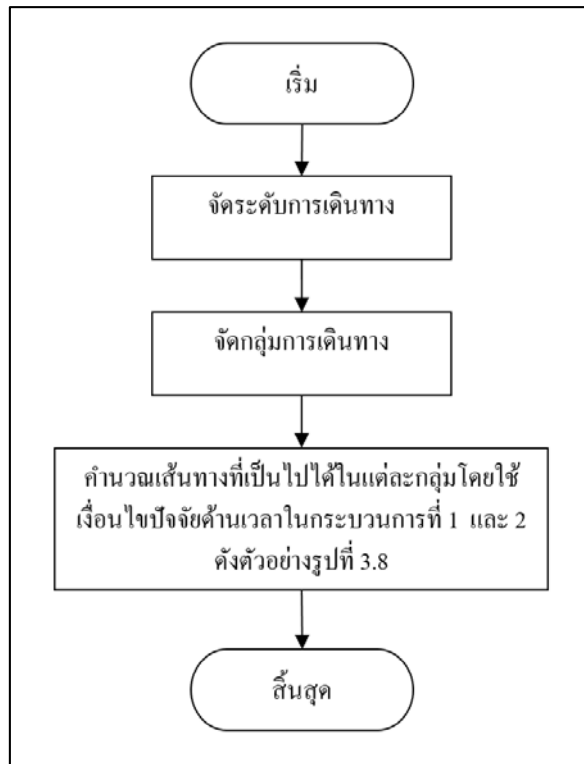 เริ่ม
จัดระดับการเดินทาง
จัดกลุ่มการเดินทาง
คำนวณเส้นทางที่เป็นไปได้ในแต่ละกลุ่มโดยใช้
เงื่อนไขปัจจัยด้านเวลาในกระบวนการที่ 1 และ 2
ดังตัวอย่างรูปที่ 3.8
สิ้นสุด